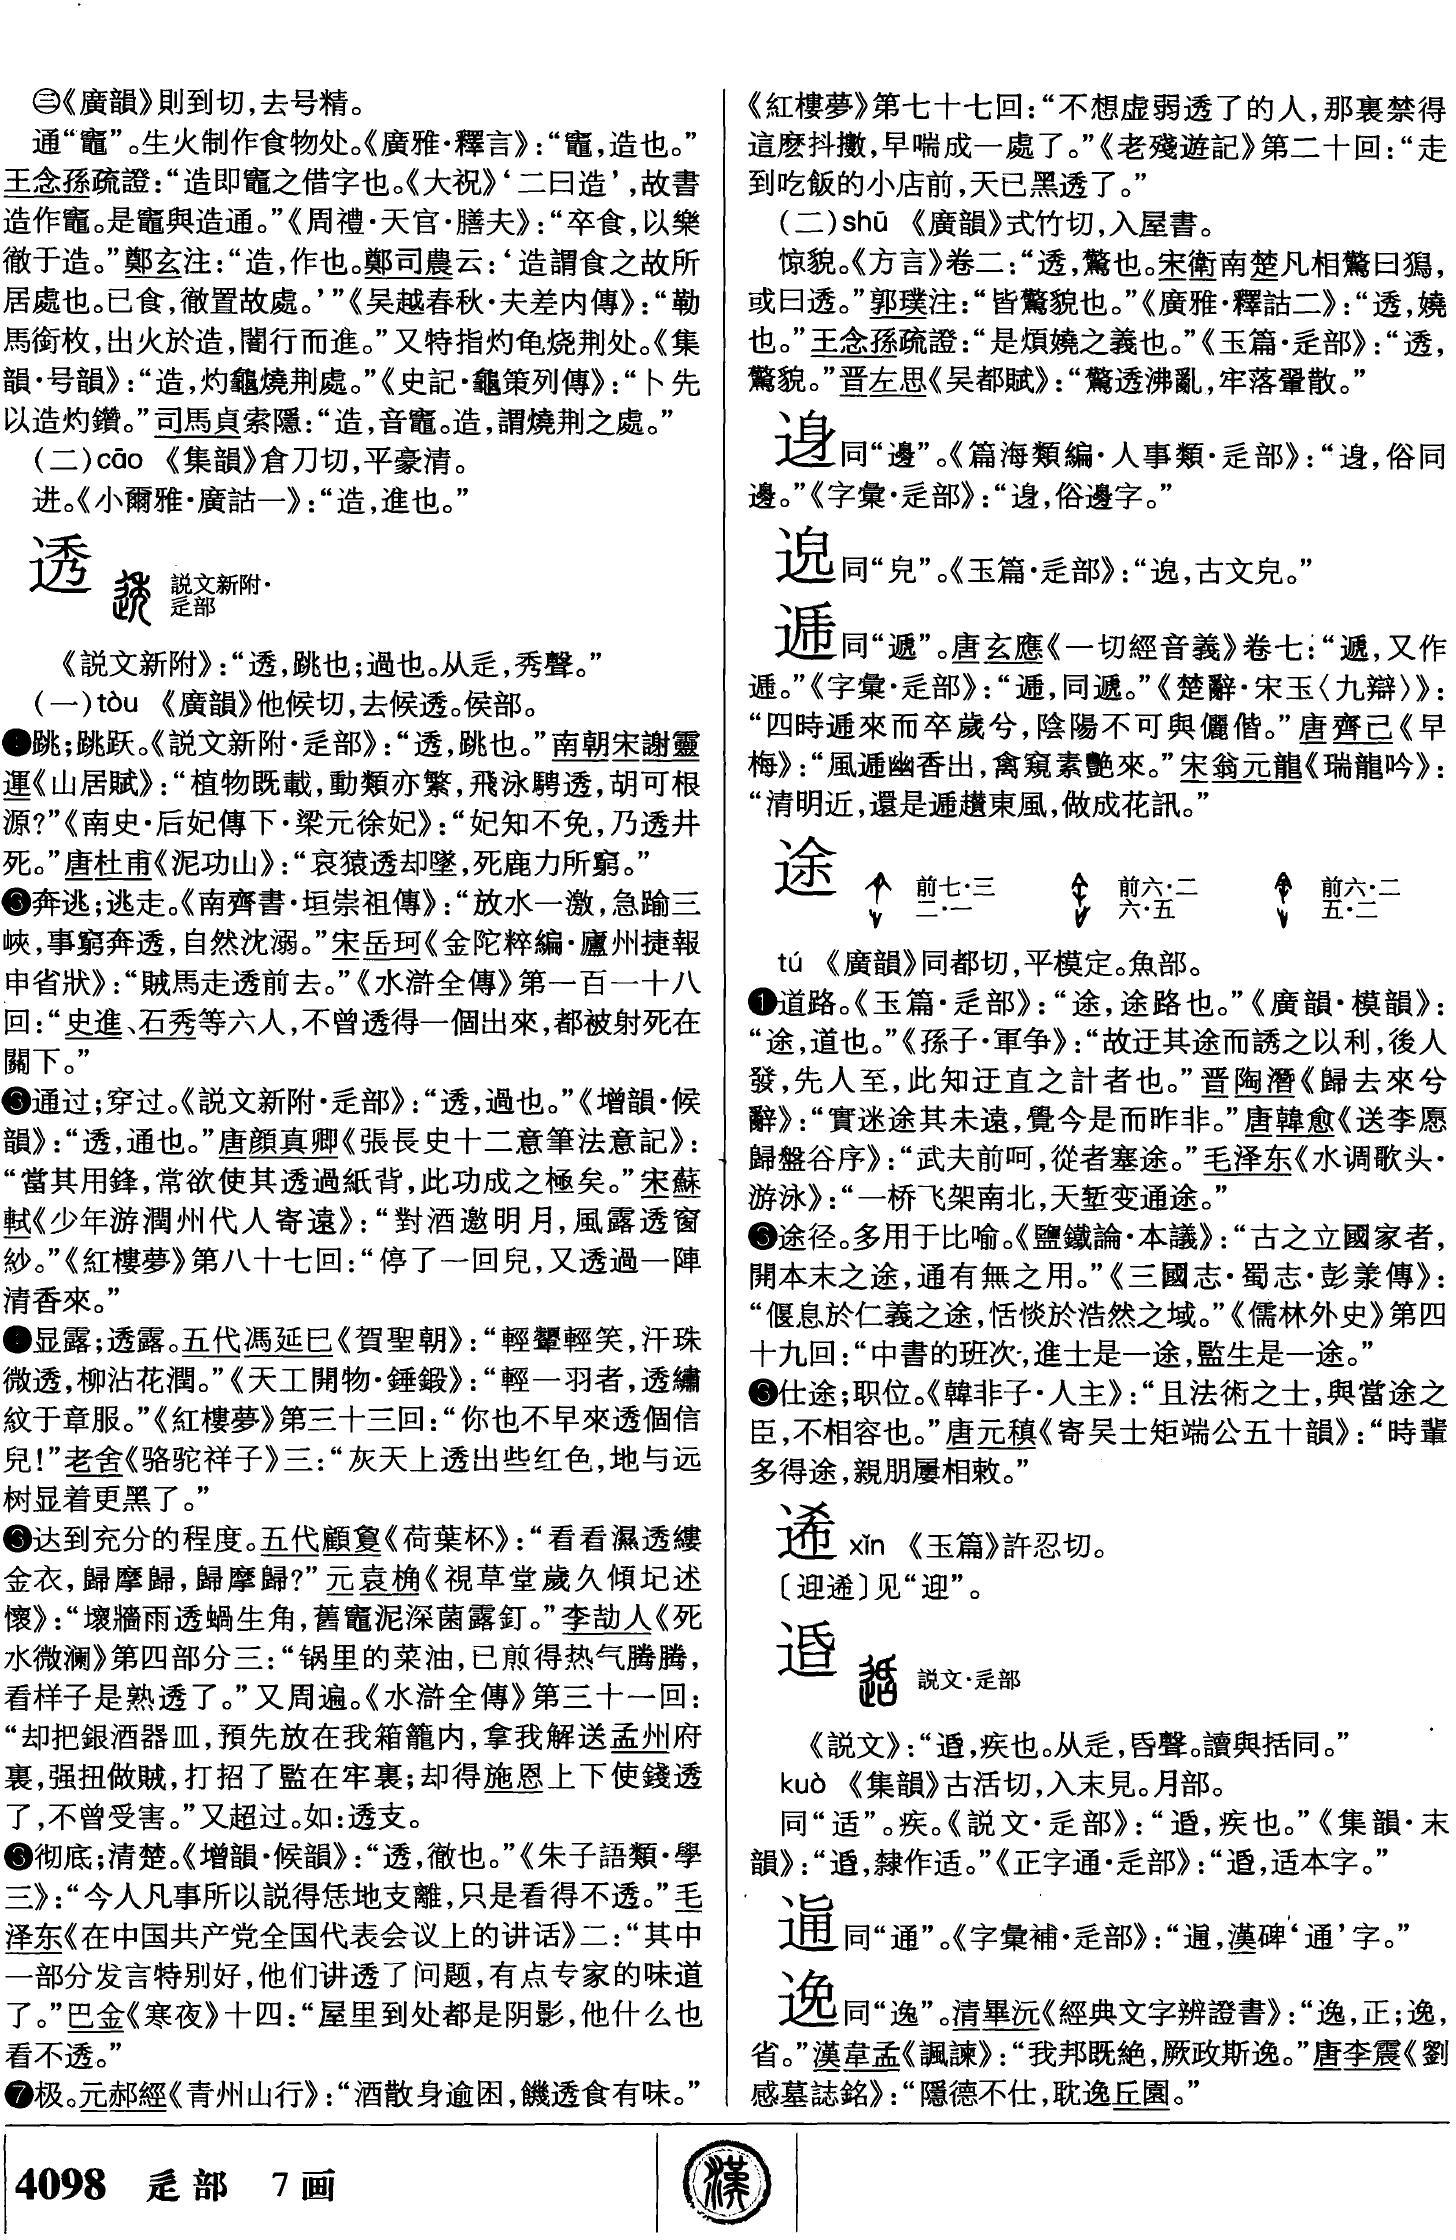 ㊂《廣韻》則到切,去号精。
通“竈”。生火制作食物处。《廣雅·釋言》:“竈,造也。”
王念孫疏證:“造即竈之借字也。《大祝》‘二曰造’,故書
造作竈。是竈與造通。”《周禮·天官·膳夫》:“卒食,以樂
徹于造。”鄭玄注:“造,作也。鄭司農云:‘造謂食之故所
居處也。已食,徹置故處。’”《吴越春秋·夫差内傳》:“勒
馬銜枚,出火於造,闇行而進。”又特指灼龟烧荆处。《集
韻·号韻》:“造,灼龜燒荆處。”《史記·龜策列傳》:“卜先
以造灼鑽。”司馬貞索隱:“造,音竈。造,謂燒荆之處。”
(二)cāo 《集韻》倉刀切,平豪清。
进。《小爾雅·廣詁一》:“造,進也。”
透 説文新附·
辵部
《説文新附》:“透,跳也;過也。从辵,秀聲。”
(一)tòu 《廣韻》他候切,去候透。侯部。
❶跳;跳跃。《説文新附·辵部》:“透,跳也。”南朝宋謝靈
運《山居賦》:“植物既載,動類亦繁,飛泳騁透,胡可根
源?”《南史·后妃傳下·梁元徐妃》:“妃知不免,乃透井
死。”唐杜甫《泥功山》:“哀猿透却墜,死鹿力所窮。”
❷奔逃;逃走。《南齊書·垣崇祖傳》:“放水一激,急踰三
峽,事窮奔透,自然沈溺。”宋岳珂《金陀粹編·廬州捷報
申省狀》:“賊馬走透前去。”《水滸全傳》第一百一十八
回:“史進、石秀等六人,不曾透得一個出來,都被射死在
關下。”
❸通过;穿过。《説文新附·辵部》:“透,過也。”《增韻·候
韻》:“透,通也。”唐顔真卿《張長史十二意筆法意記》:
“當其用鋒,常欲使其透過紙背,此功成之極矣。”宋蘇
軾《少年游潤州代人寄遠》:“對酒邀明月,風露透窗
紗。”《紅樓夢》第八十七回:“停了一回兒,又透過一陣
清香來。”
❹显露;透露。五代馮延巳《賀聖朝》:“輕顰輕笑,汗珠
微透,柳沾花潤。”《天工開物·錘鍛》:“輕一羽者,透繡
紋于章服。”《紅樓夢》第三十三回:“你也不早來透個信
兒!”老舍《骆驼祥子》三:“灰天上透出些红色,地与远
树显着更黑了。”
❺达到充分的程度。五代顧敻《荷葉杯》:“看看濕透縷
金衣,歸摩歸,歸摩歸?”元袁桷《視草堂歲久傾圮述
懷》:“壞牆雨透蝸生角,舊竈泥深菌露釘。”李劼人《死
水微澜》第四部分三:“锅里的菜油,已煎得热气腾腾,
看样子是熟透了。”又周遍。《水滸全傳》第三十一回:
“却把銀酒器皿,預先放在我箱籠内,拿我解送孟州府
裏,强扭做賊,打招了監在牢裏;却得施恩上下使錢透
了,不曾受害。”又超过。如:透支。
❻彻底;清楚。《增韻·候韻》:“透,徹也。”《朱子語類·學
三》:“今人凡事所以説得恁地支離,只是看得不透。”毛
泽东《在中国共产党全国代表会议上的讲话》二:“其中
一部分发言特别好,他们讲透了问题,有点专家的味道
了。”巴金《寒夜》十四:“屋里到处都是阴影,他什么也
看不透。”
❼极。元郝經《青州山行》:“酒散身逾困,饑透食有味。”
《紅樓夢》第七十七回:“不想虚弱透了的人,那裏禁得
這麽抖擻,早喘成一處了。”《老殘遊記》第二十回:“走
到吃飯的小店前,天已黑透了。”
(二)shū 《廣韻》式竹切,入屋書。
惊貌。《方言》卷二:“透,驚也。宋衛南楚凡相驚曰獡,
或曰透。”郭璞注:“皆驚貌也。”《廣雅·釋詁二》:“透,嬈
也。”王念孫疏證:“是煩嬈之義也。”《玉篇·辵部》:“透,
驚貌。”晋左思《吴都賦》:“驚透沸亂,牢落翬散。”
𨕥同“邊”。《篇海類編·人事類·辵部》:“𨕥,俗同
邊。”《字彙·辵部》:“𨕥,俗邊字。”
𨓜同“皃”。《玉篇·辵部》:“𨓜,古文皃。”
逓同“遞”。唐玄應《一切經音義》卷七:“遞,又作
逓。”《字彙·辵部》:“逓,同遞。”《楚辭·宋玉〈九辯〉》:
“四時逓來而卒歲兮,陰陽不可與儷偕。”唐齊己《早
梅》:“風逓幽香出,禽窺素艷來。”宋翁元龍《瑞龍吟》:
“清明近,還是逓趲東風,做成花訊。”
途 前七·三
二·一 前六·二
六·五 前六·二
五·二
tú 《廣韻》同都切,平模定。魚部。
❶道路。《玉篇·辵部》:“途,途路也。”《廣韻·模韻》:
“途,道也。”《孫子·軍争》:“故迂其途而誘之以利,後人
發,先人至,此知迂直之計者也。”晋陶潛《歸去來兮
辭》:“實迷途其未遠,覺今是而昨非。”唐韓愈《送李愿
歸盤谷序》:“武夫前呵,從者塞途。”毛泽东《水调歌头·
游泳》:“一桥飞架南北,天堑变通途。”
❷途径。多用于比喻。《鹽鐵論·本議》:“古之立國家者,
開本末之途,通有無之用。”《三國志·蜀志·彭羕傳》:
“偃息於仁義之途,恬惔於浩然之域。”《儒林外史》第四
十九回:“中書的班次,進士是一途,監生是一途。”
❸仕途;职位。《韓非子·人主》:“且法術之士,與當途之
臣,不相容也。”唐元稹《寄吴士矩端公五十韻》:“時輩
多得途,親朋屢相敕。”
逎 xǐn 《玉篇》許忍切。
〔迎〕见“迎”。
𨓈 説文·辵部
《説文》:“𨓈,疾也。从辵,昏聲。讀與括同。”
kuò 《集韻》古活切,入末見。月部。
同“适”。疾。《説文·辵部》:“𨓈,疾也。”《集韻·末
韻》:“𨓈,隸作适。”《正字通·辵部》:“𨓈,适本字。”
同“通”。《字彙補·辵部》:“,漢碑‘通’字。”
逸同“逸”。清畢沅《經典文字辨證書》:“逸,正;逸,
省。”漢韋孟《諷諫》:“我邦既絶,厥政斯逸。”唐李震《劉
感墓誌銘》:“隱德不仕,耽逸丘園。”
4098 辵部 7画
漢